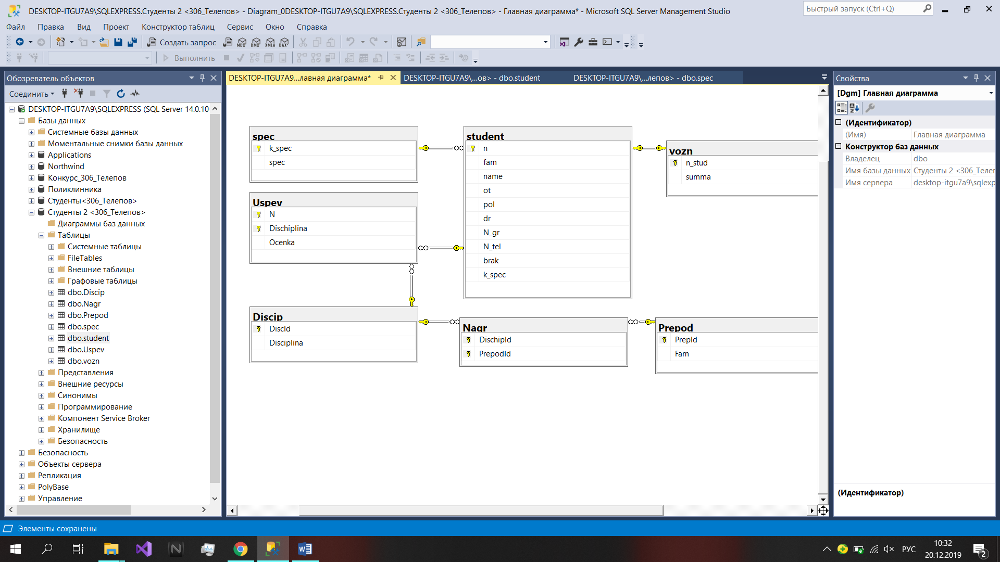 DESKTOP-ITGU7A9\SQLEXPRESS.Студенты 2 <306_Телепов> - Diagram_0DESKTOP-ITGU7A9\SQLEXPRESS.Студенты 2 <306_Телепов> - Главная диаграмма* - Microsoft SQL Server Management Studio
Быстрый запуск (Ctrl+Q)
Файл Правка Вид Проект Конструктор таблиц Сервис Окно Справка
Создать запрос MDX DMX XMLA DAX
Выполнить
Обозреватель объектов
Соединить
DESKTOP-ITGU7A9\SQLEXPRESS (SQL Server 14.0.10
Базы данных
Системные базы данных
Моментальные снимки базы данных
Applications
Northwind
Конкурс_306_Телепов
Поликлинника
Студенты<306_Телепов>
Студенты 2 <306_Телепов>
Диаграммы баз данных
Таблицы
Системные таблицы
FileTables
Внешние таблицы
Графовые таблицы
dbo.Discip
dbo.Nagr
dbo.Prepod
dbo.spec
dbo.student
dbo.Uspev
dbo.vozn
Представления
Внешние ресурсы
Синонимы
Программирование
Компонент Service Broker
Хранилище
Безопасность
Безопасность
Объекты сервера
Репликация
PolyBase
Управление
DESKTOP-ITGU7A9...лавная диаграмма*
DESKTOP-ITGU7A9\...ов> - dbo.student
DESKTOP-ITGU7A9\...лепов> - dbo.spec
spec
k_spec
spec
Uspev
N
Dischiplina
Ocenka
student
n
fam
name
ot
pol
dr
N_gr
N_tel
brak
k_spec
vozn
n_stud
summa
Discip
DiscId
Disciplina
Nagr
DischipId
PrepodId
Prepod
PrepId
Fam
Свойства
[Dgm] Главная диаграмма
(Идентификатор)
(Имя) Главная диаграмма
Конструктор баз данных
Владелец dbo
Имя базы данных Студенты 2 <306_Телеп
Имя сервера desktop-itgu7a9\sqlexp
(Идентификатор)
Элементы сохранены
РУС
10:32
20.12.2019
2